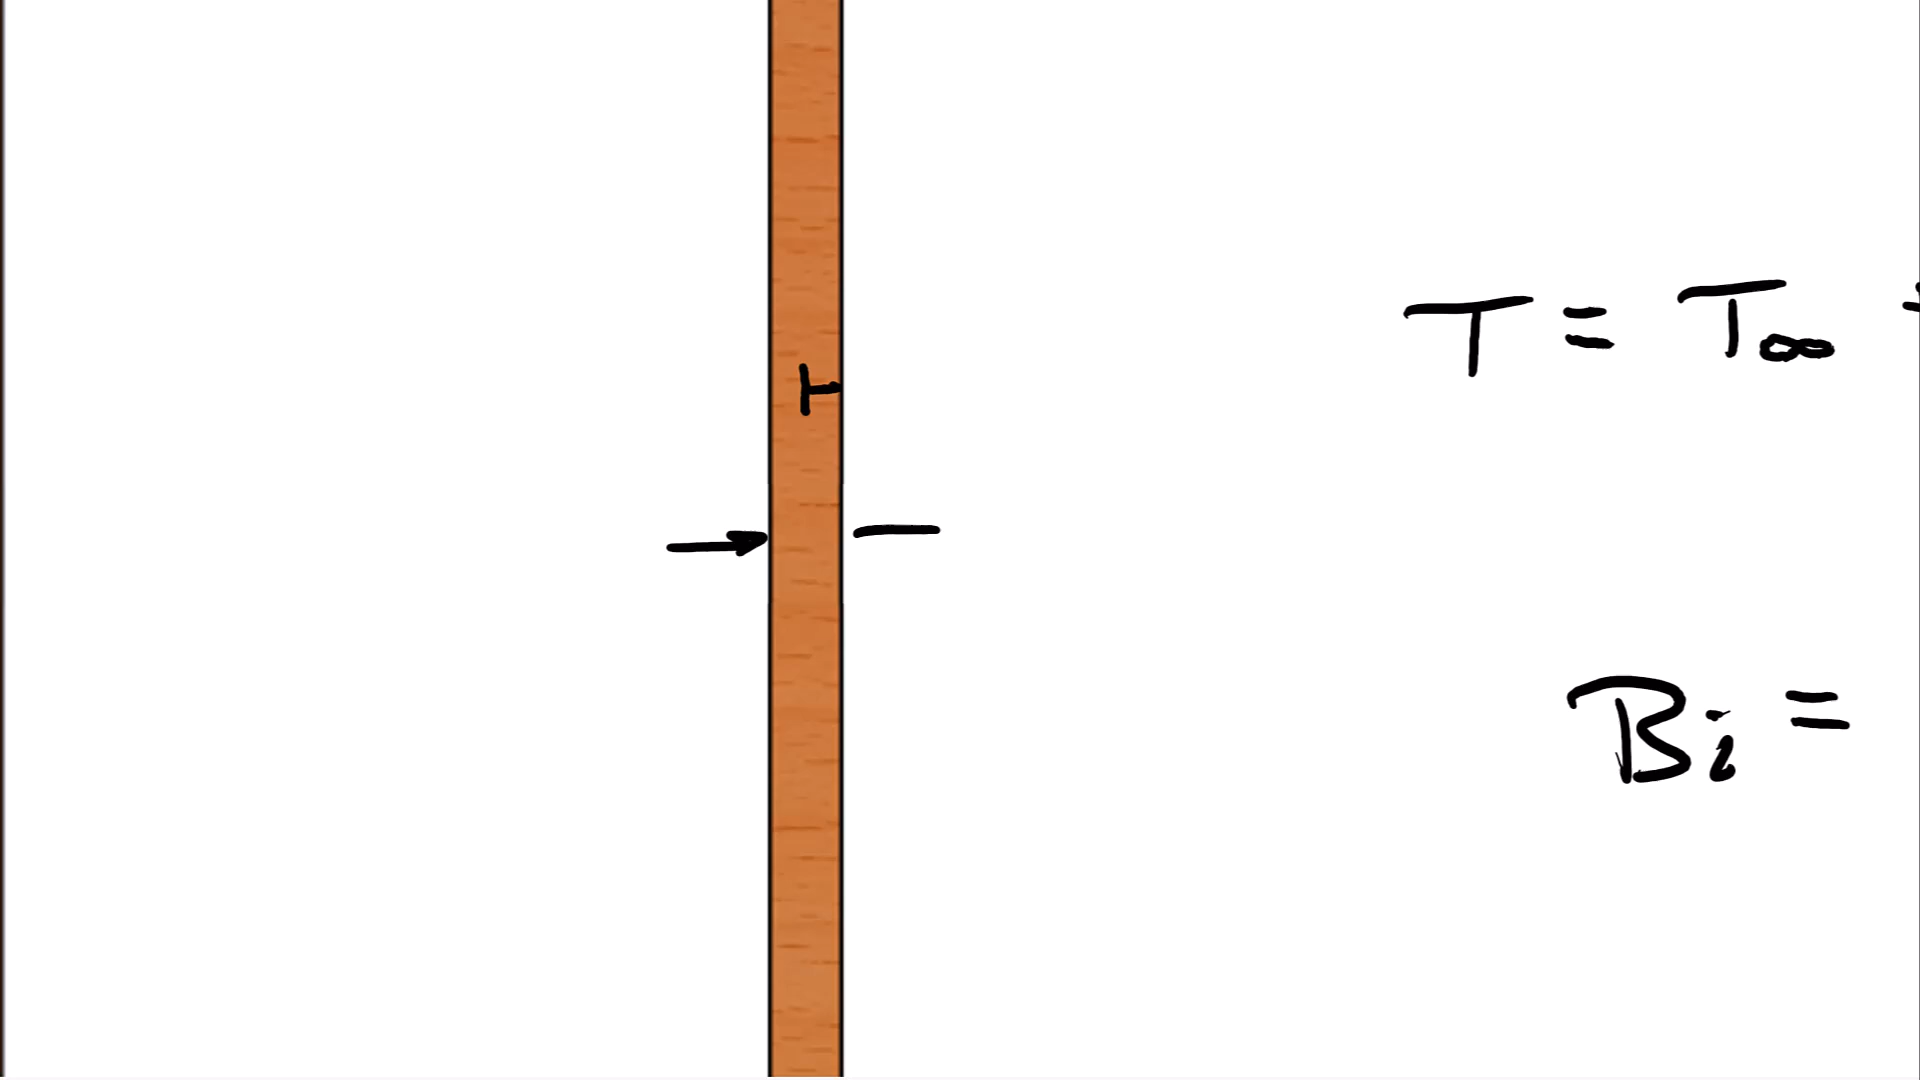 T = T∞
Bi =